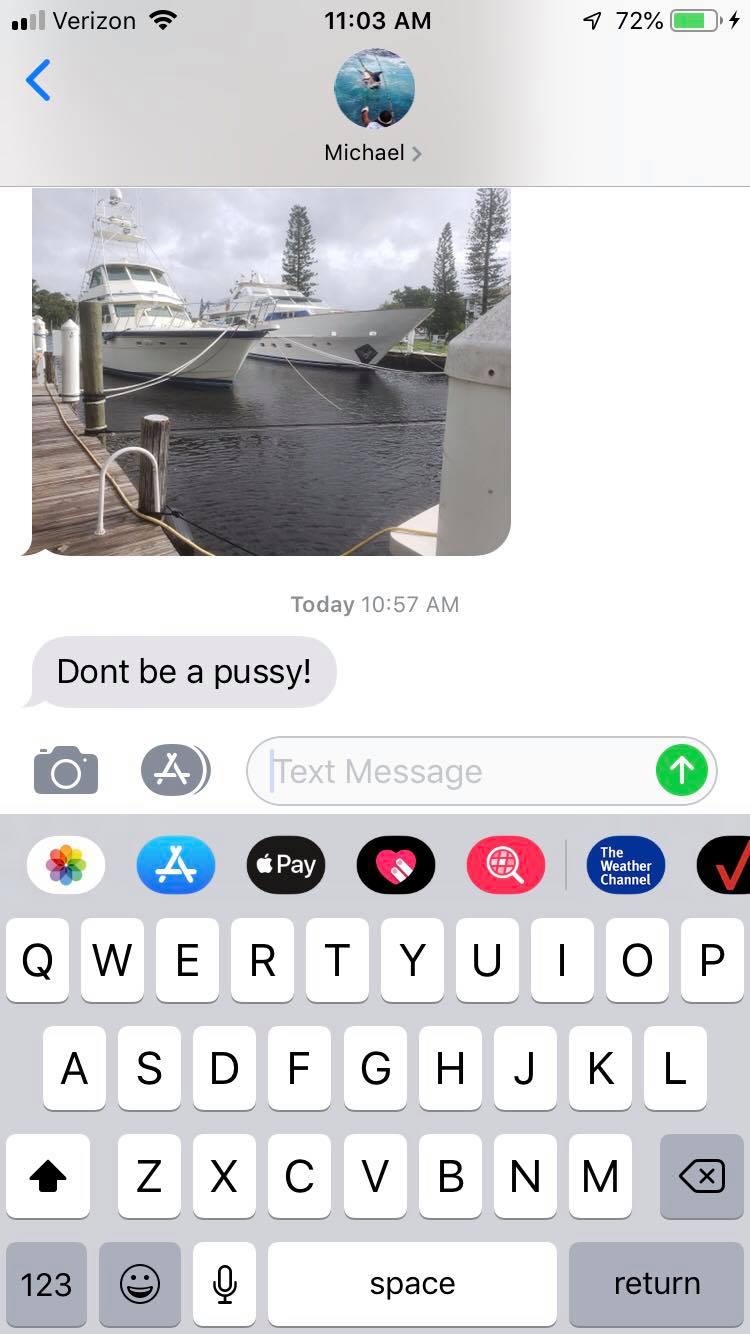 Verizon 11:03 AM 72%
Michael
Today 10:57 AM
Dont be a pussy!
Text Message
Pay
The
Weather
Channel
Q W E R T Y U I O P
A S D F G H J K L
Z X C V B N M
123 space return